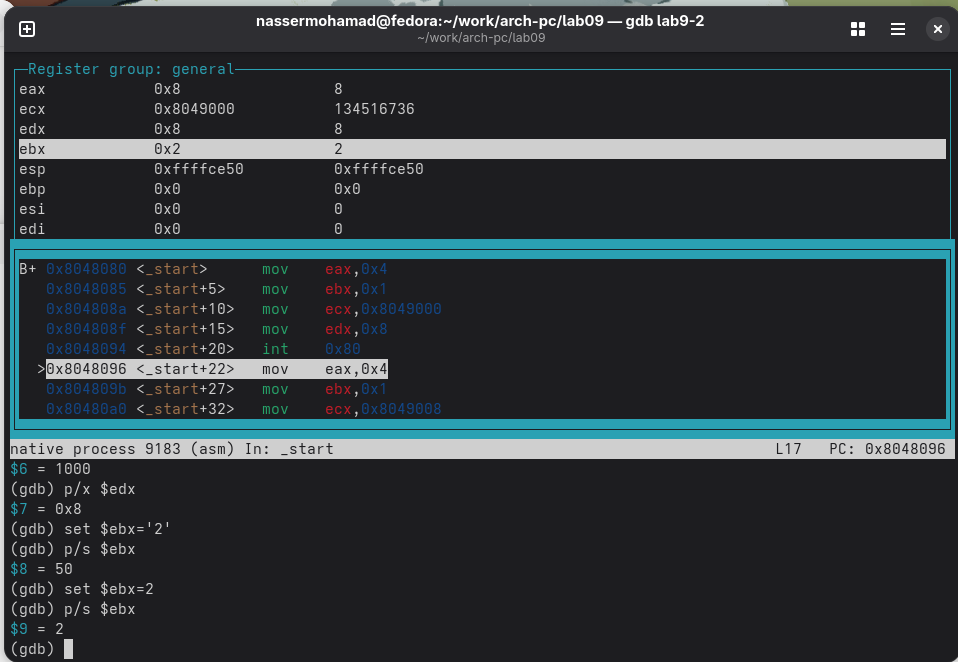 nassermohamad@fedora:~/work/arch-pc/lab09 — gdb lab9-2
~/work/arch-pc/lab09
Register group: general
eax 0x8 8
ecx 0x8049000 134516736
edx 0x8 8
ebx 0x2 2
esp 0xffffce50 0xffffce50
ebp 0x0 0x0
esi 0x0 0
edi 0x0 0
B+ 0x8048080 <_start> mov eax,0x4
0x8048085 <_start+5> mov ebx,0x1
0x804808a <_start+10> mov ecx,0x8049000
0x804808f <_start+15> mov edx,0x8
0x8048094 <_start+20> int 0x80
>0x8048096 <_start+22> mov eax,0x4
0x804809b <_start+27> mov ebx,0x1
0x80480a0 <_start+32> mov ecx,0x8049008
native process 9183 (asm) In: _start L17 PC: 0x8048096
$6 = 1000
(gdb) p/x $edx
$7 = 0x8
(gdb) set $ebx='2'
(gdb) p/s $ebx
$8 = 50
(gdb) set $ebx=2
(gdb) p/s $ebx
$9 = 2
(gdb)